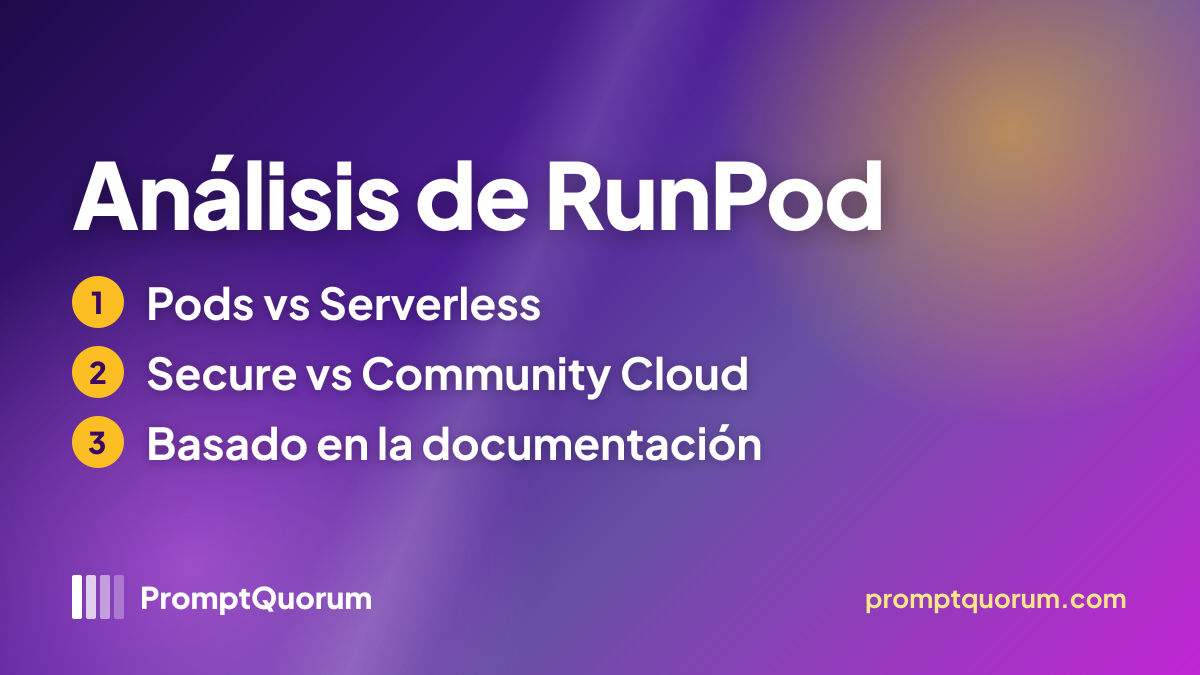 Análisis de RunPod
1 Pods vs Serverless
2 Secure vs Community Cloud
3 Basado en la documentación
PromptQuorum
promptquorum.com